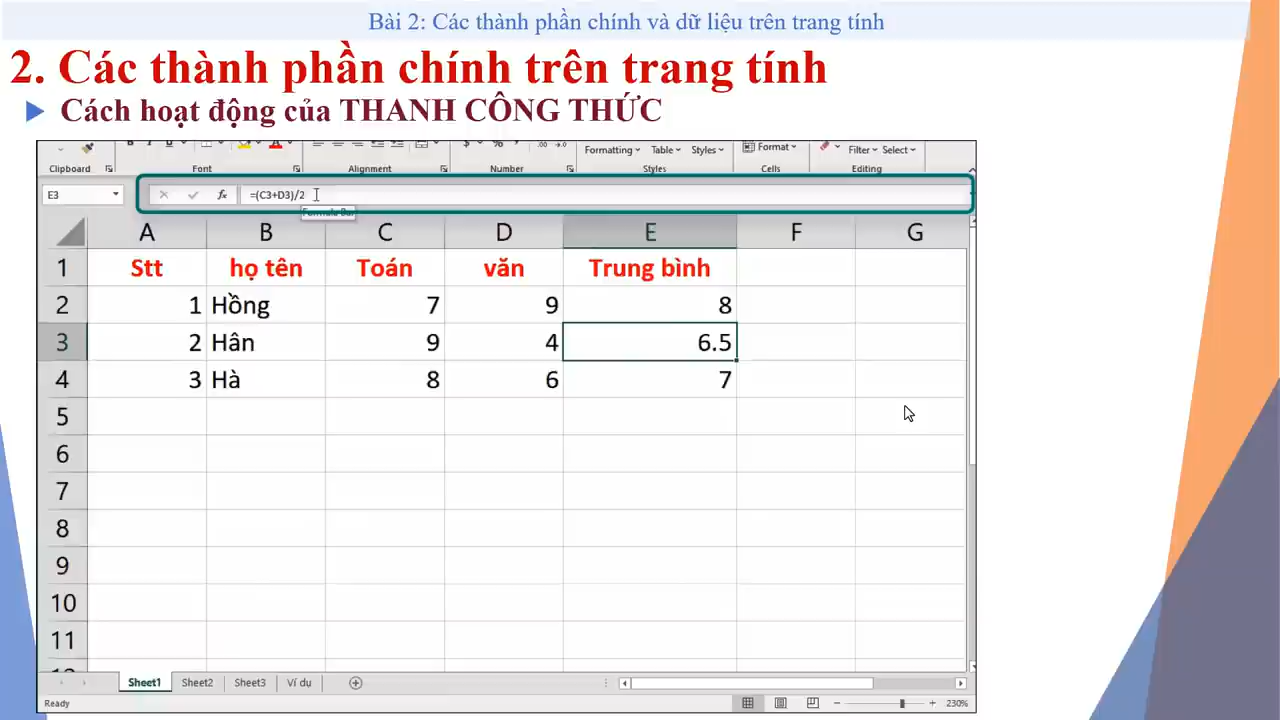 Bài 2: Các thành phần chính và dữ liệu trên trang tính
2. Các thành phần chính trên trang tính
Cách hoạt động của THANH CÔNG THỨC
Formatting Table Styles Format Filter Select
Clipboard Font Alignment Number Styles Cells Editing
E3 fx =(C3+D3)/2
Formula Bar
A B C D E F G
1 Stt họ tên Toán văn Trung bình
2 1 Hồng 7 9 8
3 2 Hân 9 4 6.5
4 3 Hà 8 6 7
5
6
7
8
9
10
11
Sheet1 Sheet2 Sheet3 Ví dụ
Ready 230%